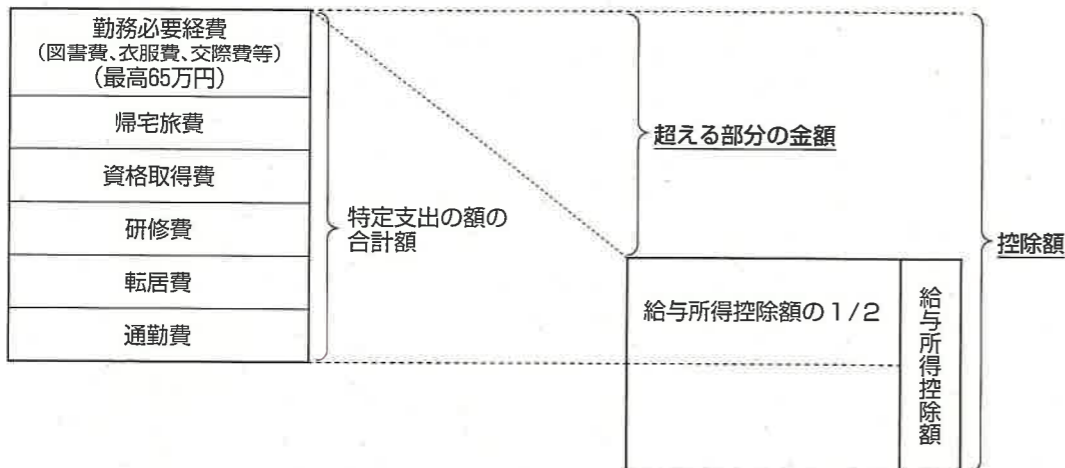 勤務必要経費
（図書費、衣服費、交際費等）
（最高65万円）
帰宅旅費
資格取得費
研修費
転居費
通勤費
特定支出の額の
合計額
超える部分の金額
給与所得控除額の1/2
給与所得控除額
控除額